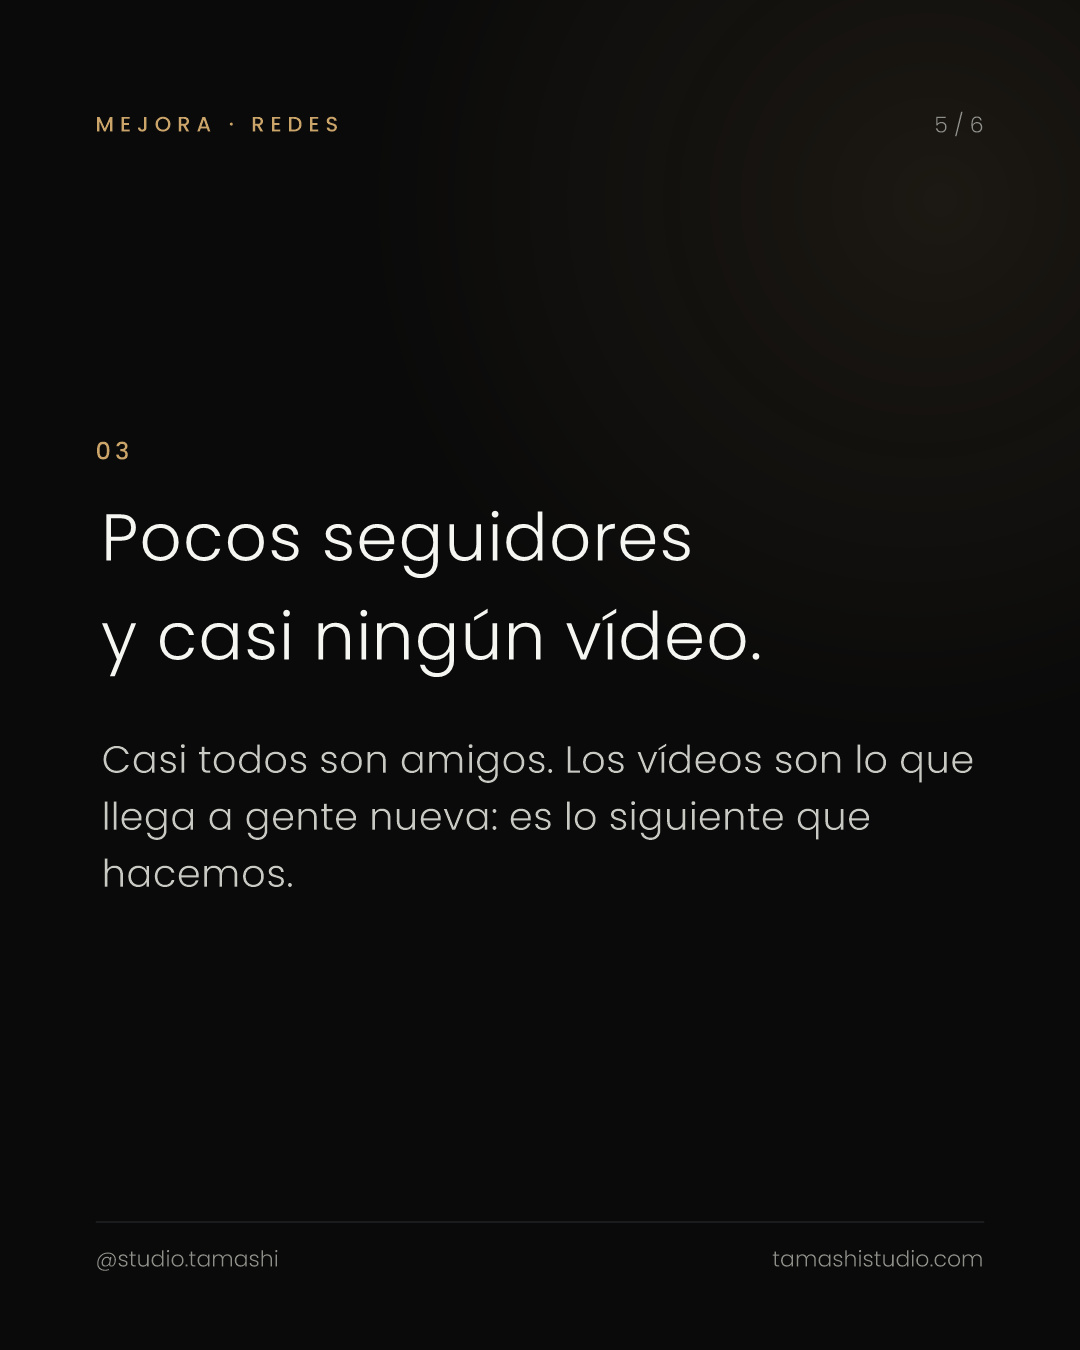 MEJORA · REDES
5 / 6
03
Pocos seguidores
y casi ningún vídeo.
Casi todos son amigos. Los vídeos son lo que
llega a gente nueva: es lo siguiente que
hacemos.
@studio.tamashi
tamashistudio.com